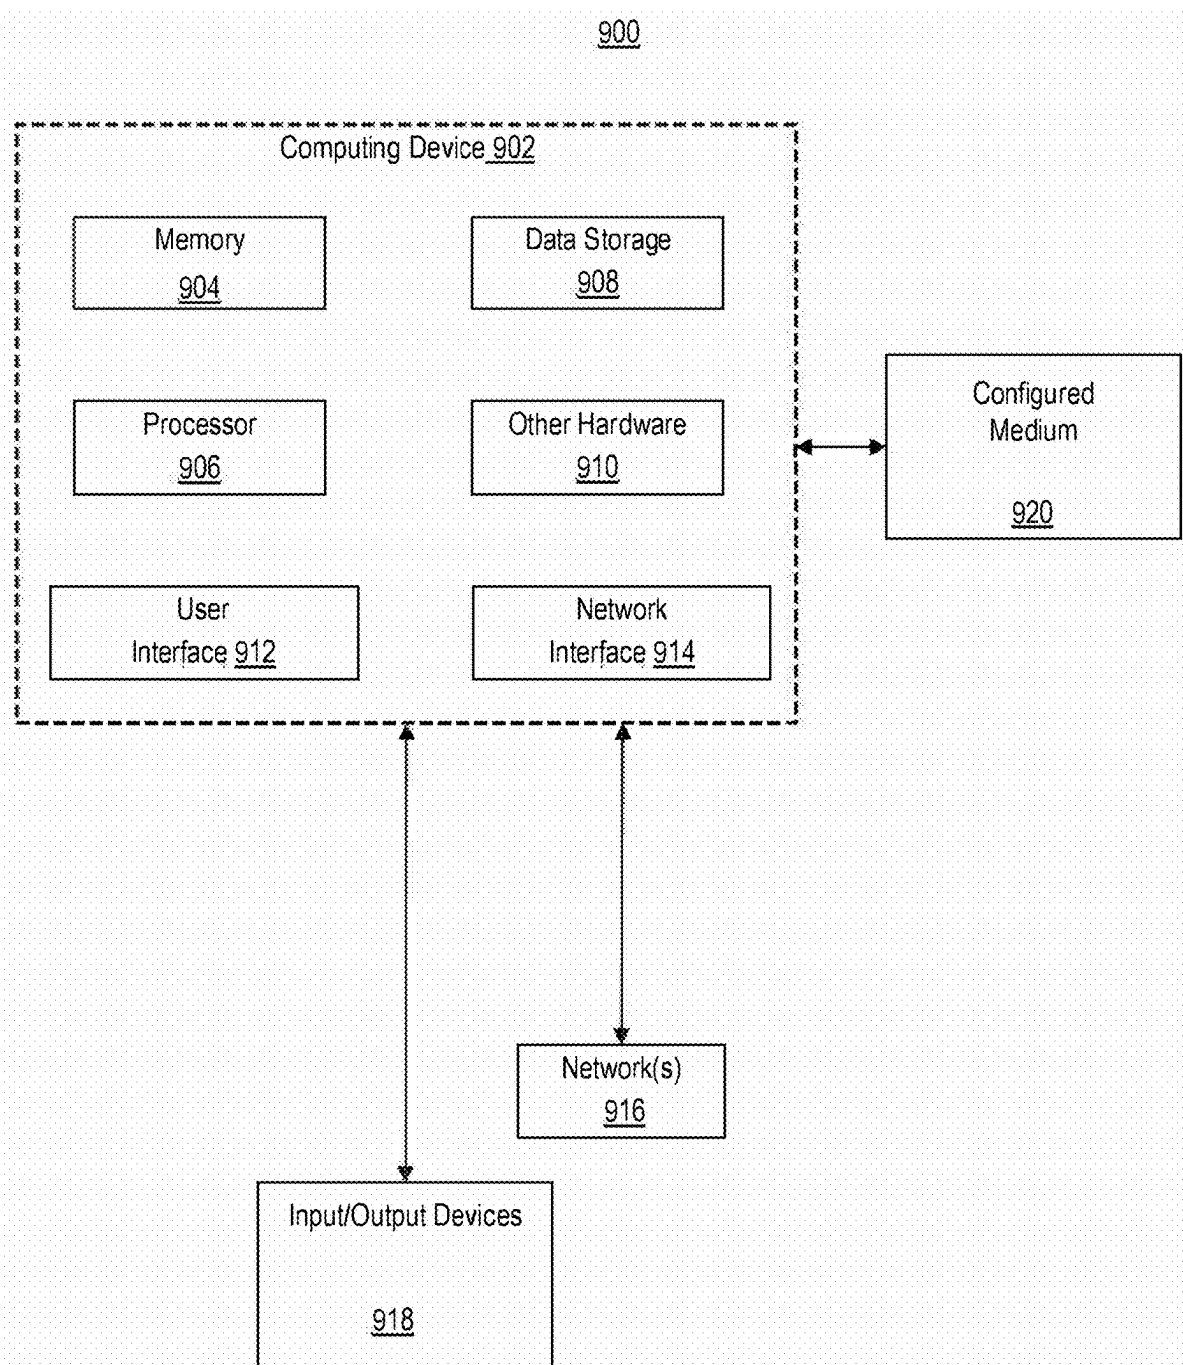 900
Computing Device 902
Memory
904
Data Storage
908
Processor
906
Other Hardware
910
User
Interface 912
Network
Interface 914
Configured
Medium
920
Network(s)
916
Input/Output Devices
918